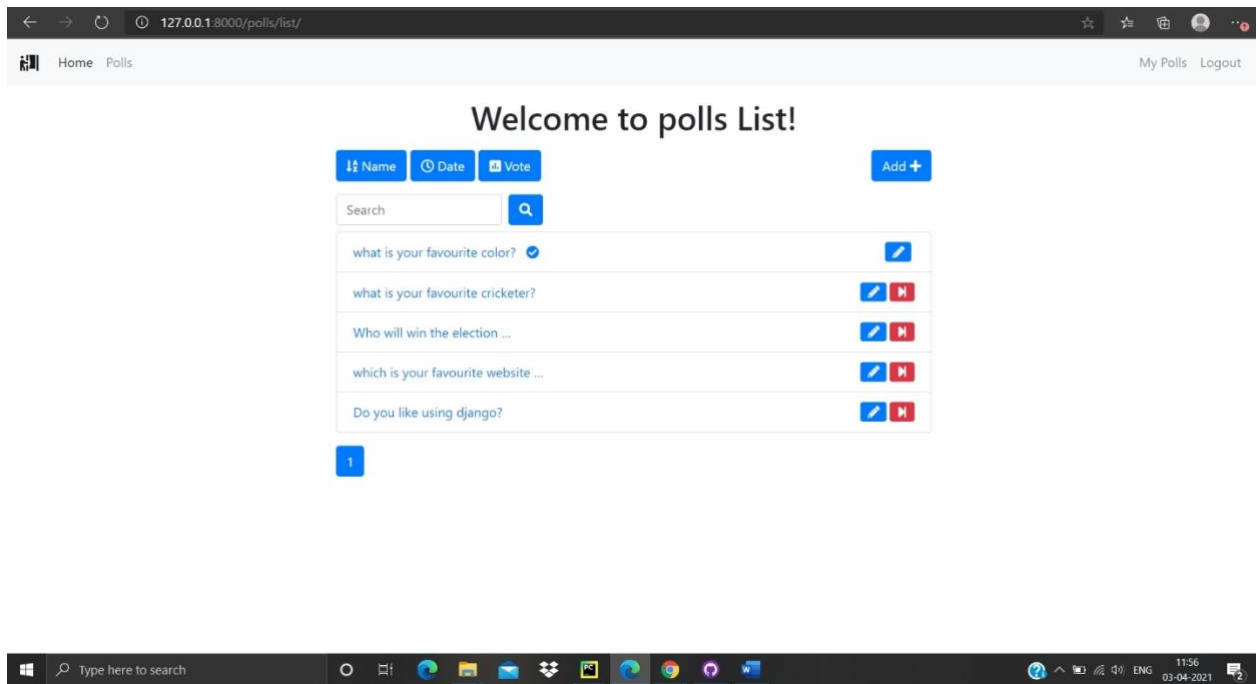 127.0.0.1:8000/polls/list/
Home Polls My Polls Logout
Welcome to polls List!
Name Date Vote Add
Search
what is your favourite color?
what is your favourite cricketer?
Who will win the election ...
which is your favourite website ...
Do you like using django?
1
Type here to search PC W ENG 11:56
03-04-2021 2